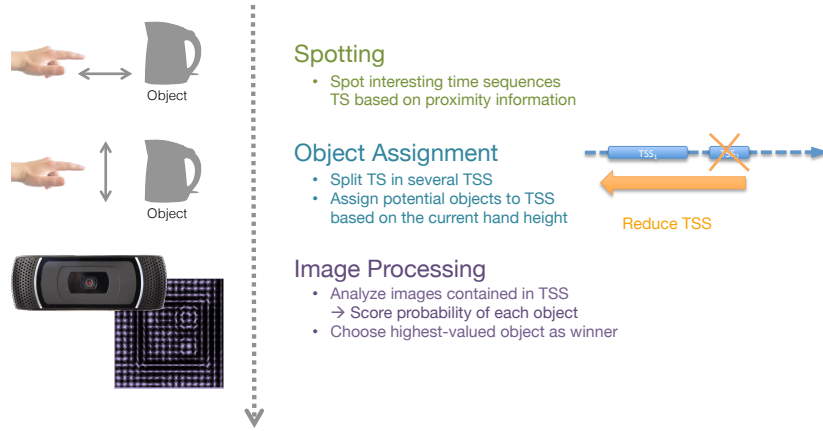 Spotting
• Spot interesting time sequences
TS based on proximity information
Object
Object Assignment
• Split TS in several TSS
• Assign potential objects to TSS
based on the current hand height
Object
TSS1
Reduce TSS
Image Processing
• Analyze images contained in TSS
→ Score probability of each object
• Choose highest-valued object as winner